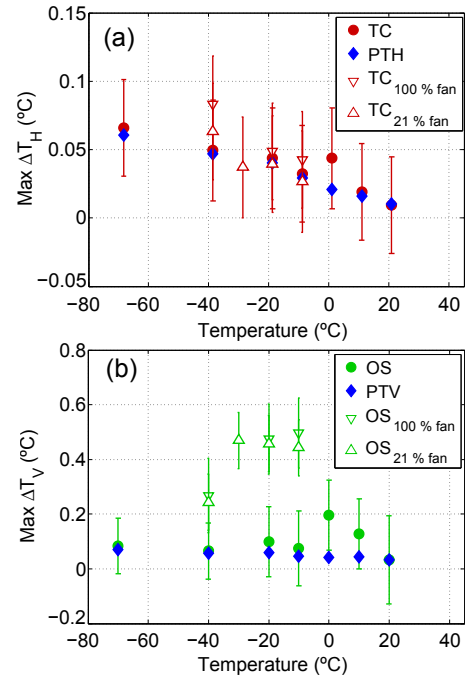 (a)
TC
PTH
TC100 % fan
TC21 % fan
0.15
0.1
0.05
0
−0.05
Max ΔTH (ºC)
−80 −60 −40 −20 0 20 40
Temperature (ºC)
(b)
OS
PTV
OS100 % fan
OS21 % fan
0.8
0.6
0.4
0.2
0
−0.2
Max ΔTV (ºC)
−80 −60 −40 −20 0 20 40
Temperature (ºC)